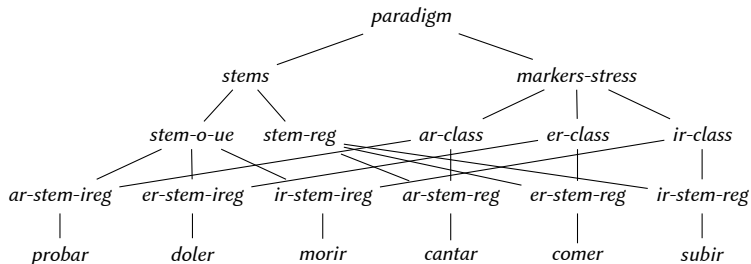 paradigm
stems markers-stress
stem-o-ue stem-reg ar-class er-class ir-class
ar-stem-ireg er-stem-ireg ir-stem-ireg ar-stem-reg er-stem-reg ir-stem-reg
probar doler morir cantar comer subir